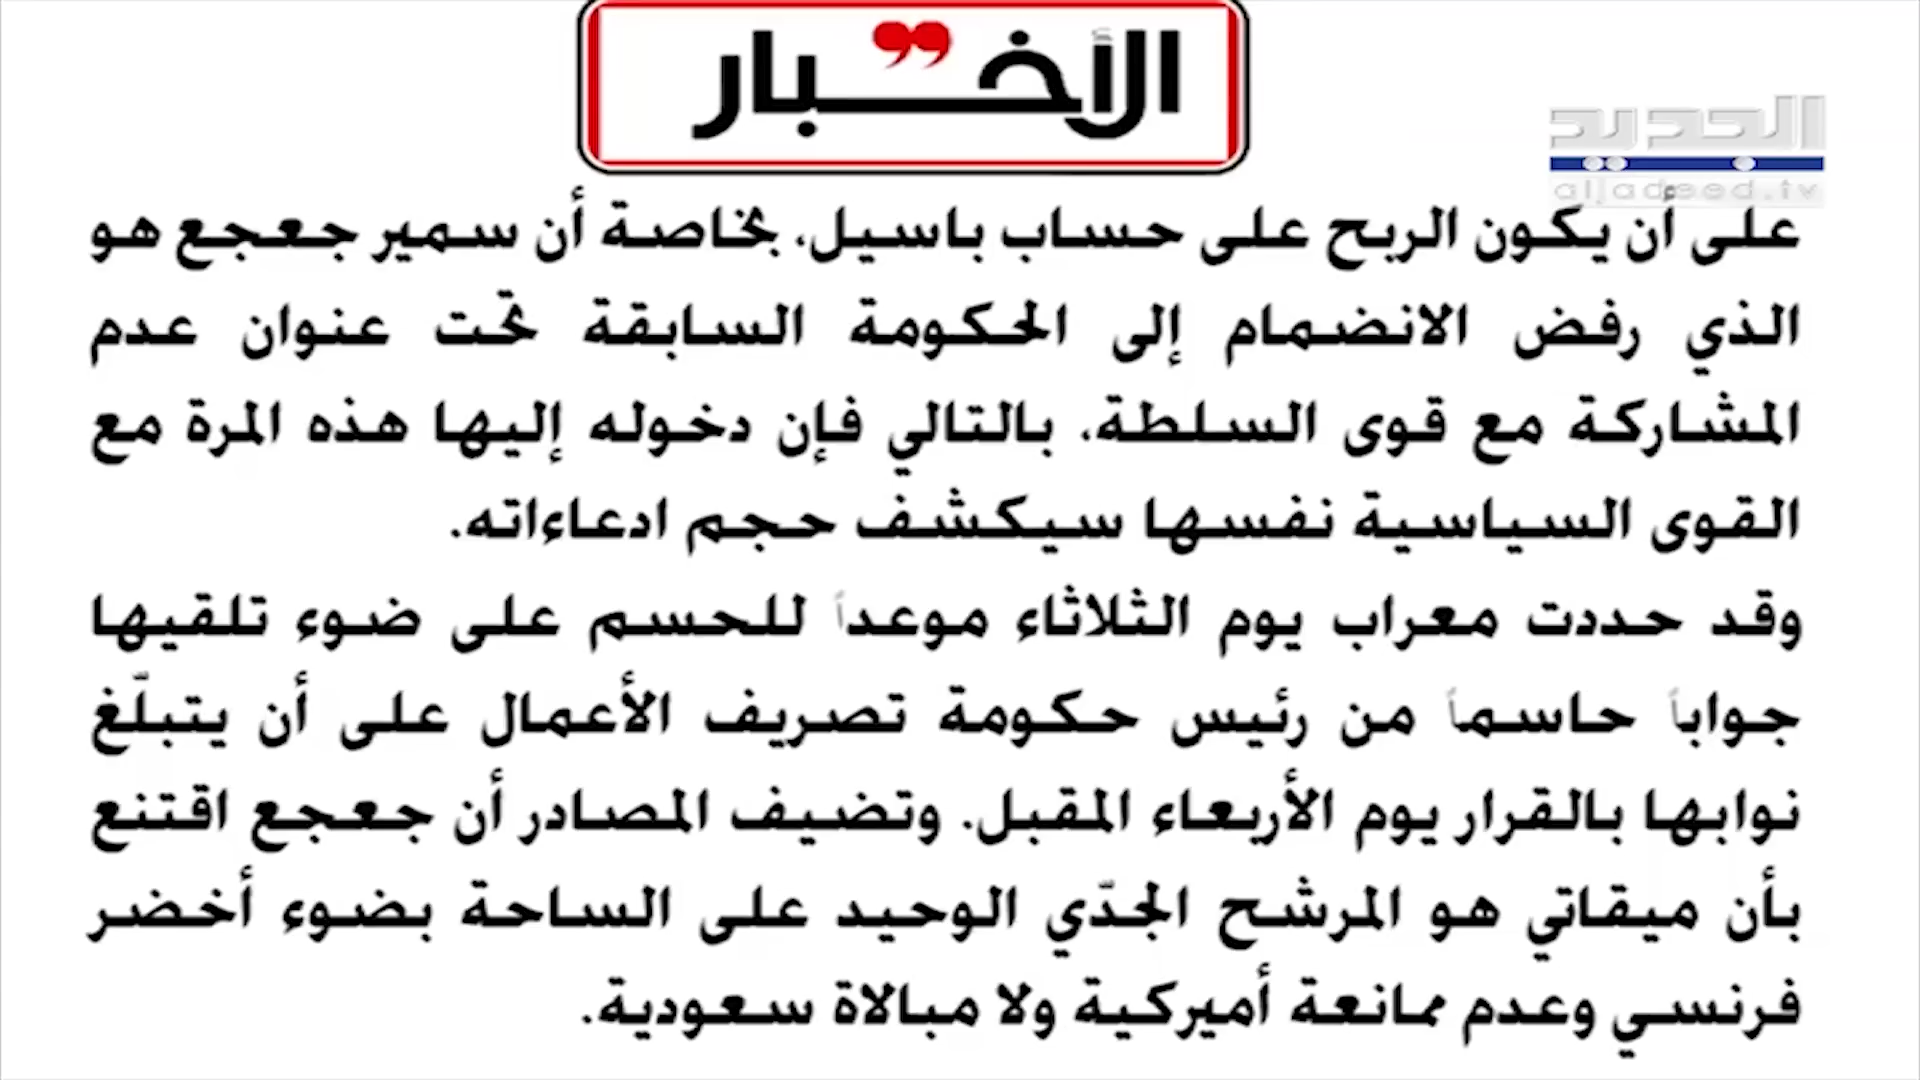 الأخبار
الجديد
aljadeed.tv
على أن يكون الربح على حساب باسيل، بخاصة أن سمير جعجع هو
الذي رفض الانضمام إلى الحكومة السابقة تحت عنوان عدم
المشاركة مع قوى السلطة، بالتالي فإن دخوله إليها هذه المرة مع
القوى السياسية نفسها سيكشف حجم ادعاءاته.
وقد حددت معراب يوم الثلاثاء موعداً للحسم على ضوء تلقيها
جواباً حاسماً من رئيس حكومة تصريف الأعمال على أن يتبلّغ
نوابها بالقرار يوم الأربعاء المقبل. وتضيف المصادر أن جعجع اقتنع
بأن ميقاتي هو المرشح الجدّي الوحيد على الساحة بضوء أخضر
فرنسي وعدم ممانعة أميركية ولا مبالاة سعودية.